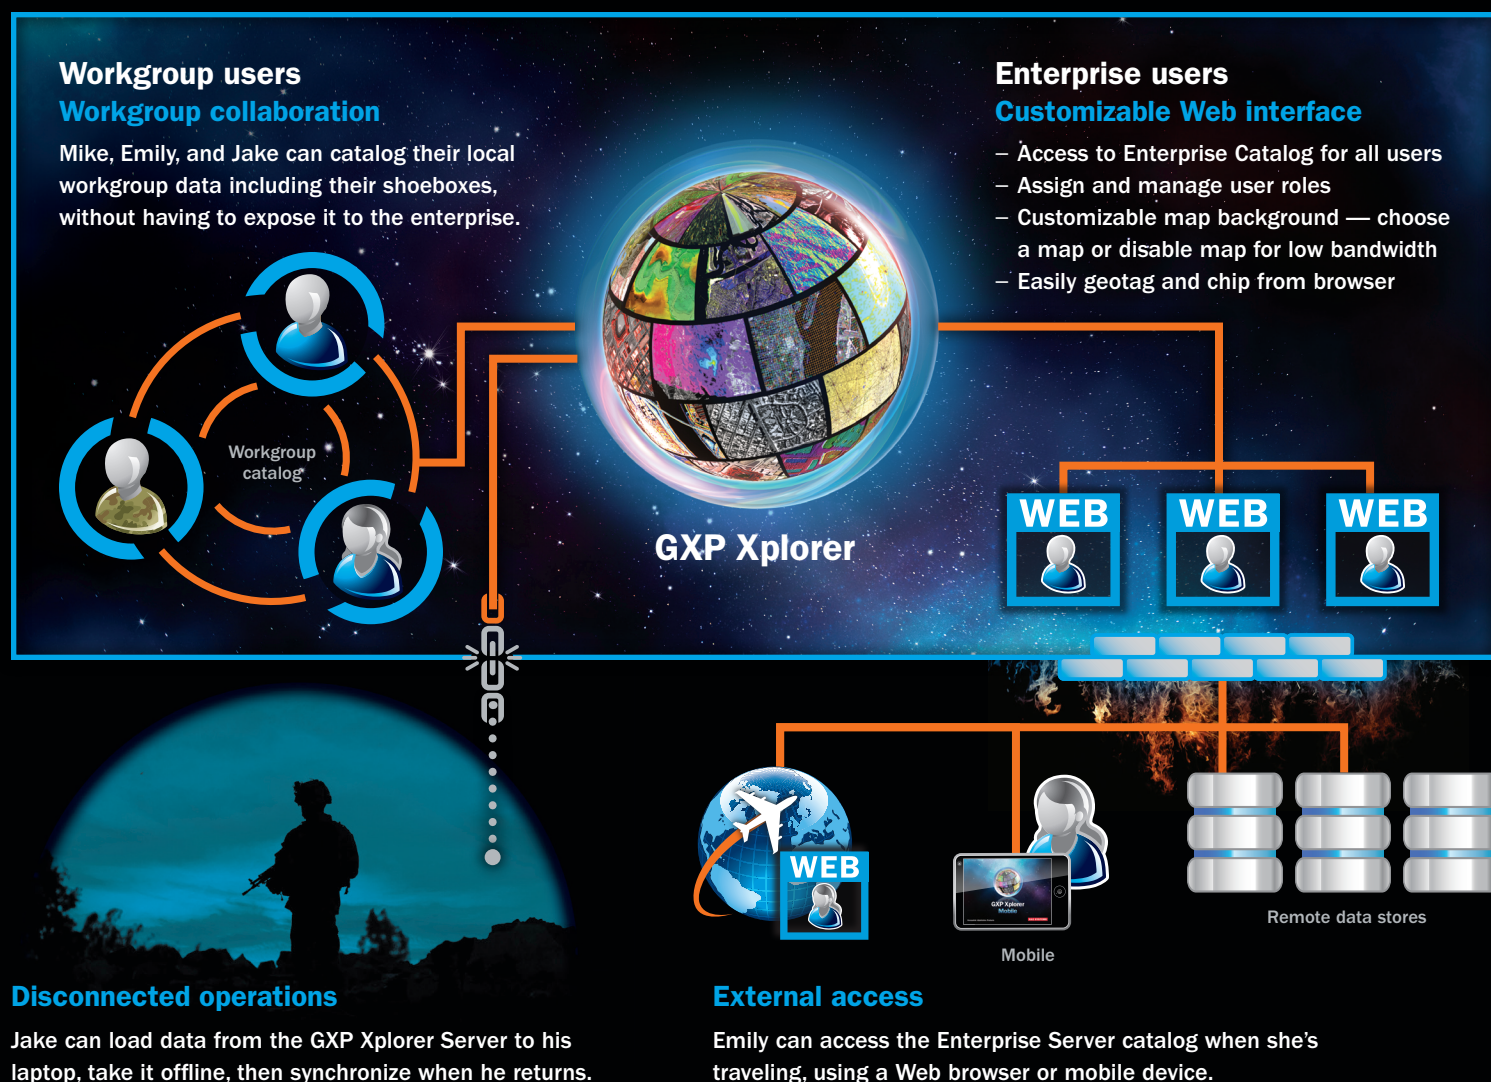 Workgroup users
Workgroup collaboration
Mike, Emily, and Jake can catalog their local
workgroup data including their shoeboxes,
without having to expose it to the enterprise.
Enterprise users
Customizable Web interface
– Access to Enterprise Catalog for all users
– Assign and manage user roles
– Customizable map background — choose
a map or disable map for low bandwidth
– Easily geotag and chip from browser
Workgroup
catalog
GXP Xplorer
WEB
WEB
WEB
WEB
GXP Xplorer
Mobile
Mobile
Remote data stores
Disconnected operations
Jake can load data from the GXP Xplorer Server to his
laptop, take it offline, then synchronize when he returns.
External access
Emily can access the Enterprise Server catalog when she's
traveling, using a Web browser or mobile device.